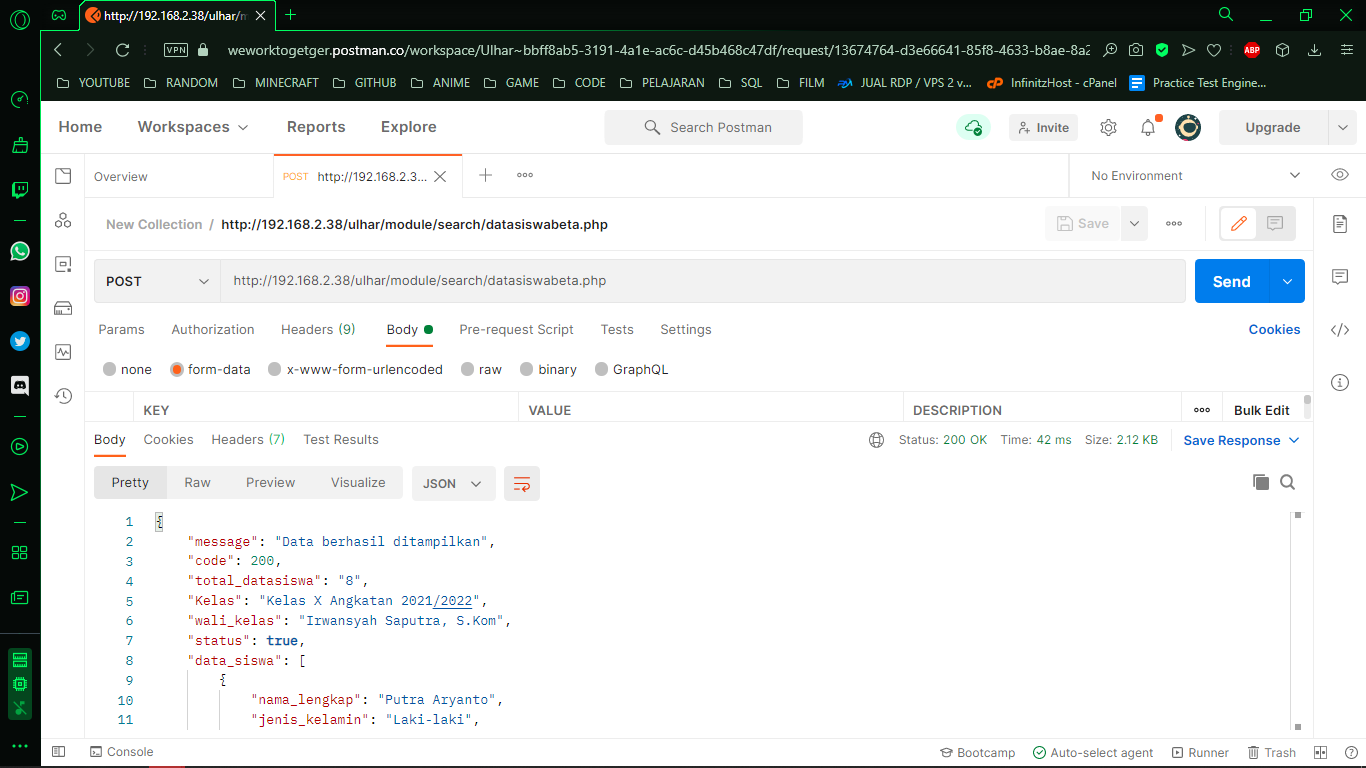 http://192.168.2.38/ulhar/m
VPN weworktogetger.postman.co/workspace/Ulhar~bbff8ab5-3191-4a1e-ac6c-d45b468c47df/request/13674764-d3e66641-85f8-4633-b8ae-8a2 ABP
YOUTUBE RANDOM MINECRAFT GITHUB ANIME GAME CODE PELAJARAN SQL FILM JUAL RDP / VPS 2 v... InfinitzHost - cPanel Practice Test Engine...
Home Workspaces Reports Explore Search Postman Invite Upgrade
Overview POST http://192.168.2.3... No Environment
New Collection / http://192.168.2.38/ulhar/module/search/datasiswabeta.php Save
POST http://192.168.2.38/ulhar/module/search/datasiswabeta.php Send
Params Authorization Headers (9) Body Pre-request Script Tests Settings Cookies
none form-data x-www-form-urlencoded raw binary GraphQL
KEY VALUE DESCRIPTION Bulk Edit
Body Cookies Headers (7) Test Results Status: 200 OK Time: 42 ms Size: 2.12 KB Save Response
Pretty Raw Preview Visualize JSON
1 {
2 "message": "Data berhasil ditampilkan",
3 "code": 200,
4 "total_datasiswa": "8",
5 "Kelas": "Kelas X Angkatan 2021/2022",
6 "wali_kelas": "Irwansyah Saputra, S.Kom",
7 "status": true,
8 "data_siswa": [
9 {
10 "nama_lengkap": "Putra Aryanto",
11 "jenis_kelamin": "Laki-laki",
Console Bootcamp Auto-select agent Runner Trash